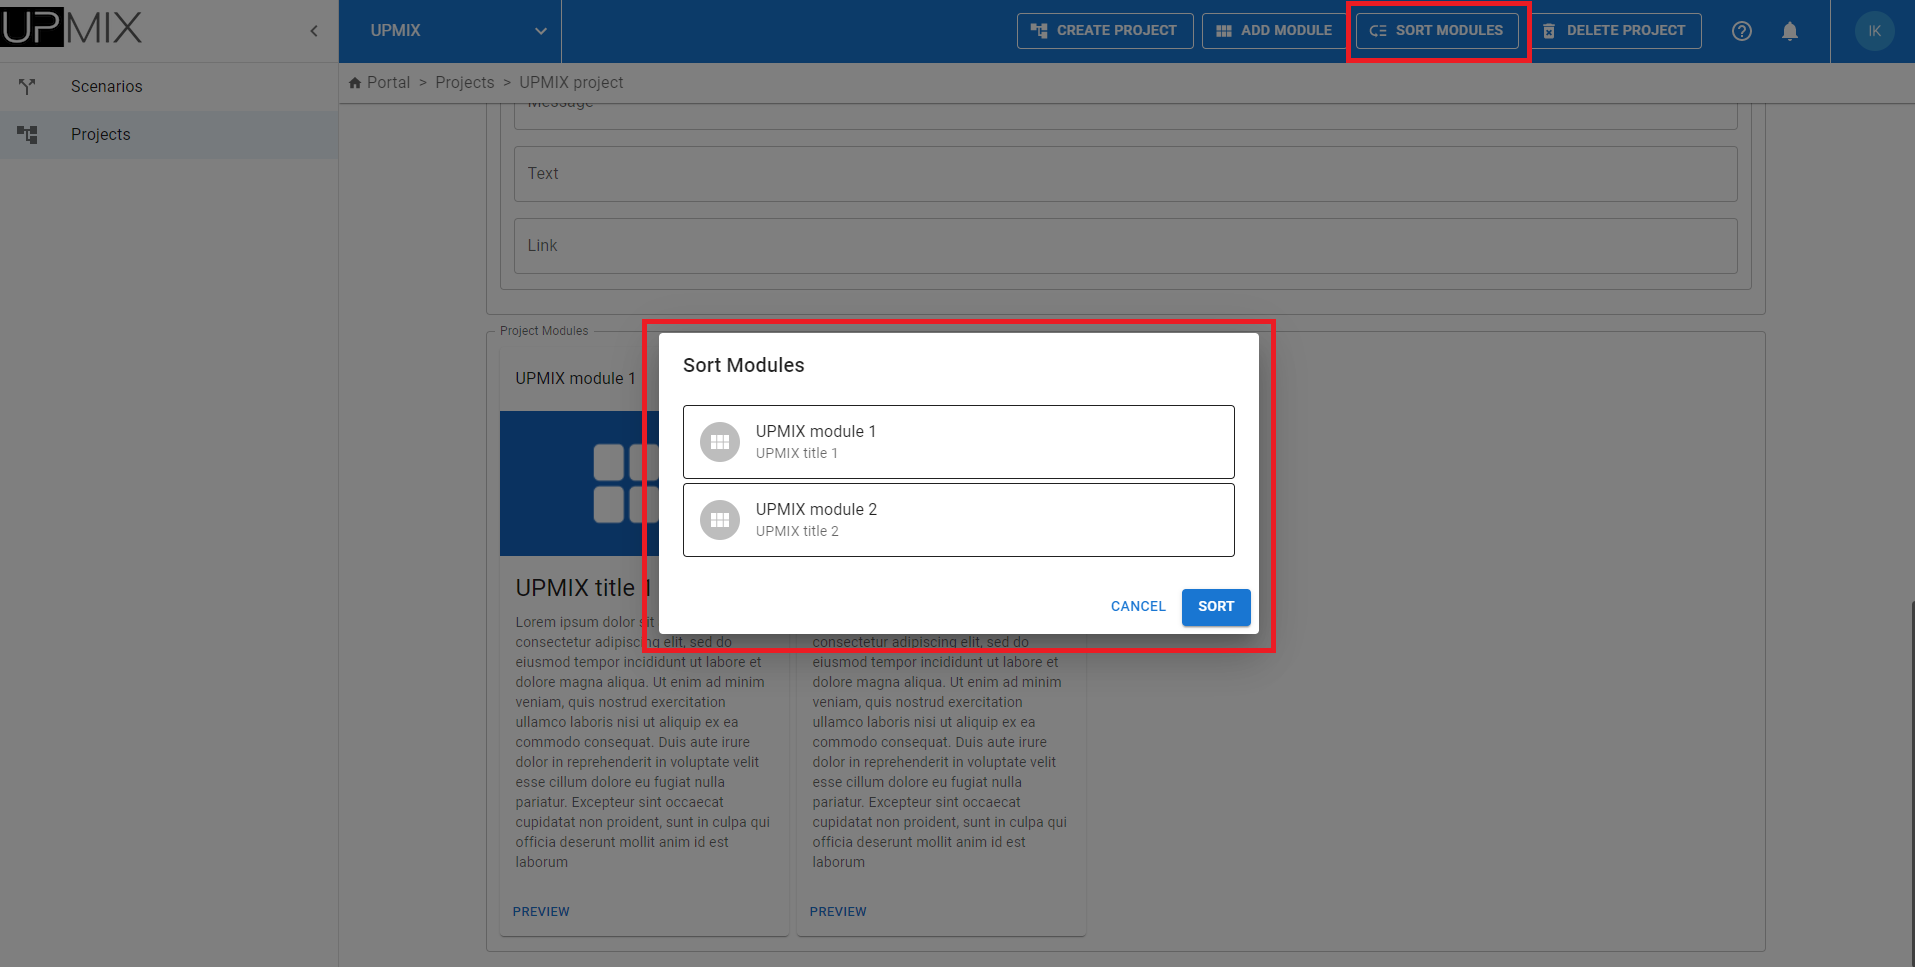 UPMIX
UPMIX
CREATE PROJECT
ADD MODULE
SORT MODULES
DELETE PROJECT
IK
Scenarios
Projects
Portal > Projects > UPMIX project
Message
Text
Link
Project Modules
UPMIX module 1
UPMIX title 1
Lorem ipsum dolor sit
consectetur adipiscing elit, sed do
eiusmod tempor incididunt ut labore et
dolore magna aliqua. Ut enim ad minim
veniam, quis nostrud exercitation
ullamco laboris nisi ut aliquip ex ea
commodo consequat. Duis aute irure
dolor in reprehenderit in voluptate velit
esse cillum dolore eu fugiat nulla
pariatur. Excepteur sint occaecat
cupidatat non proident, sunt in culpa qui
officia deserunt mollit anim id est
laborum
PREVIEW
consectetur adipiscing elit, sed do
eiusmod tempor incididunt ut labore et
dolore magna aliqua. Ut enim ad minim
veniam, quis nostrud exercitation
ullamco laboris nisi ut aliquip ex ea
commodo consequat. Duis aute irure
dolor in reprehenderit in voluptate velit
esse cillum dolore eu fugiat nulla
pariatur. Excepteur sint occaecat
cupidatat non proident, sunt in culpa qui
officia deserunt mollit anim id est
laborum
PREVIEW
Sort Modules
UPMIX module 1
UPMIX title 1
UPMIX module 2
UPMIX title 2
CANCEL
SORT